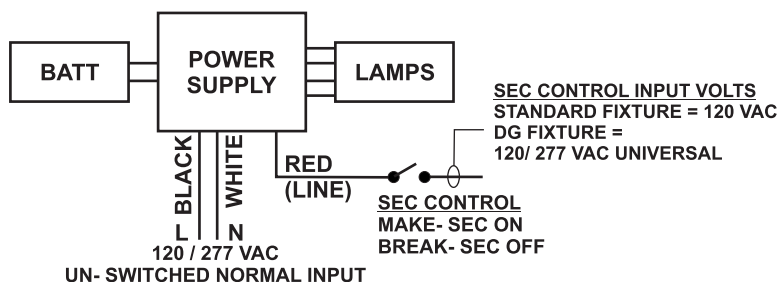 BATT
POWER
SUPPLY
LAMPS
SEC CONTROL INPUT VOLTS
STANDARD FIXTURE = 120 VAC
DG FIXTURE =
120/ 277 VAC UNIVERSAL
BLACK
WHITE
RED
(LINE)
SEC CONTROL
MAKE- SEC ON
BREAK- SEC OFF
L N
120 / 277 VAC
UN- SWITCHED NORMAL INPUT